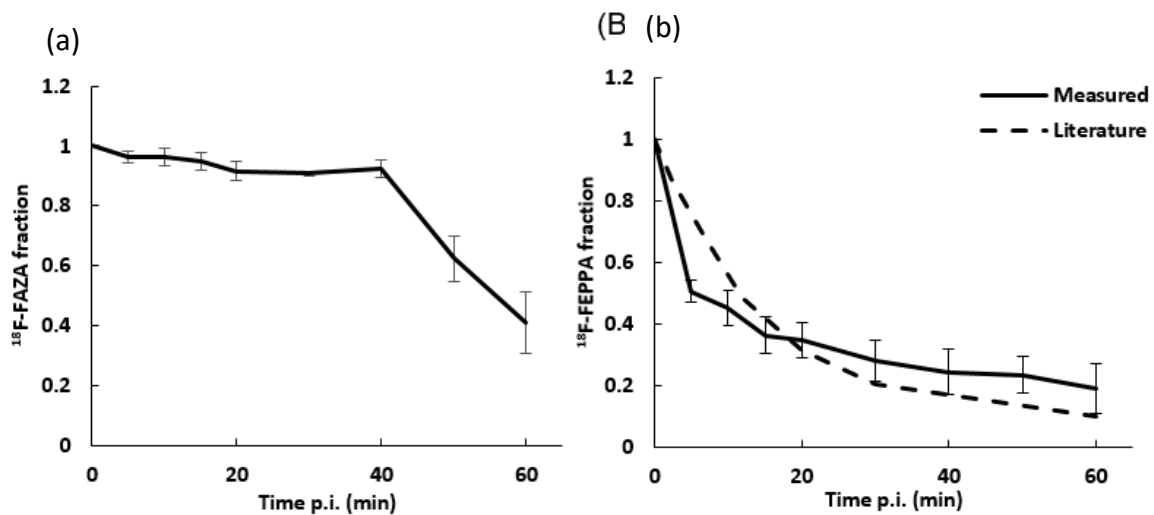 (a)
1.2
1
0.8
0.6
0.4
0.2
0
0
20
40
60
¹⁸F-FAZA fraction
Time p.i. (min)
(B (b)
1.2
1
0.8
0.6
0.4
0.2
0
0
20
40
60
¹⁸F-FEPPA fraction
Time p.i. (min)
Measured
Literature